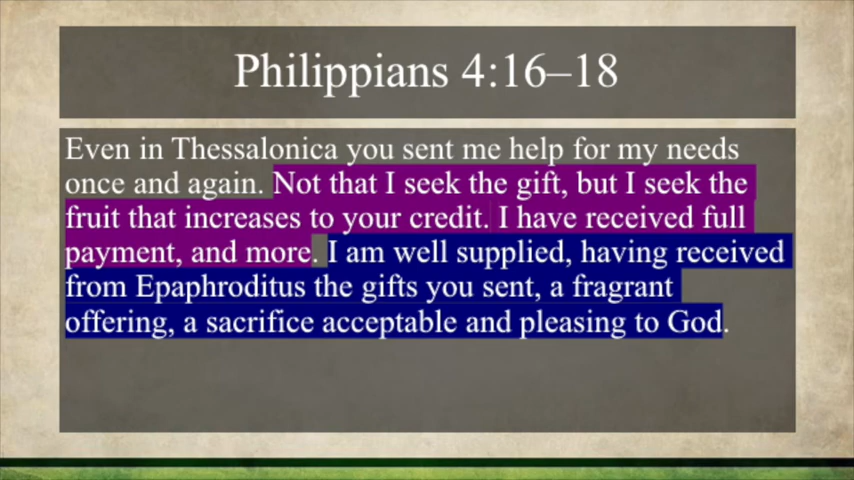 Philippians 4:16–18
Even in Thessalonica you sent me help for my needs
once and again. Not that I seek the gift, but I seek the
fruit that increases to your credit. I have received full
payment, and more. I am well supplied, having received
from Epaphroditus the gifts you sent, a fragrant
offering, a sacrifice acceptable and pleasing to God.